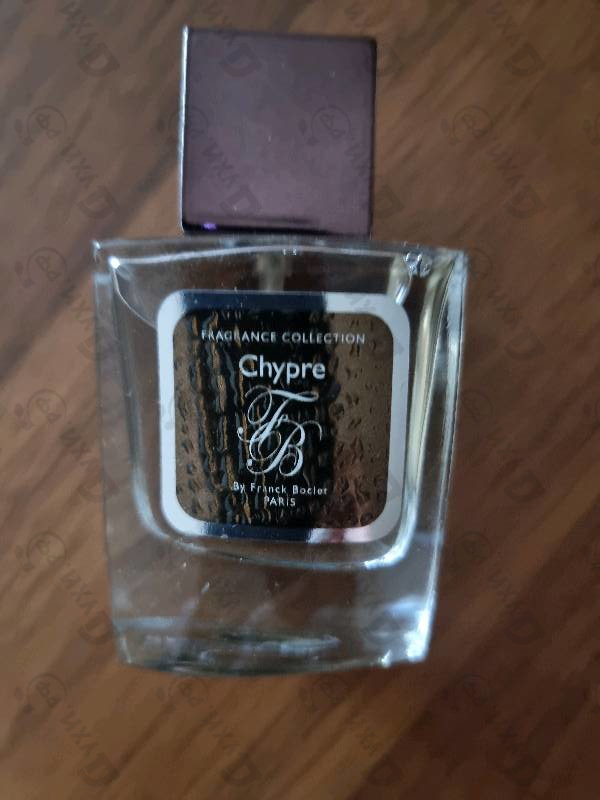 FRAGRANCE COLLECTION
Chypre
FB
By Franck Boclet
PARIS